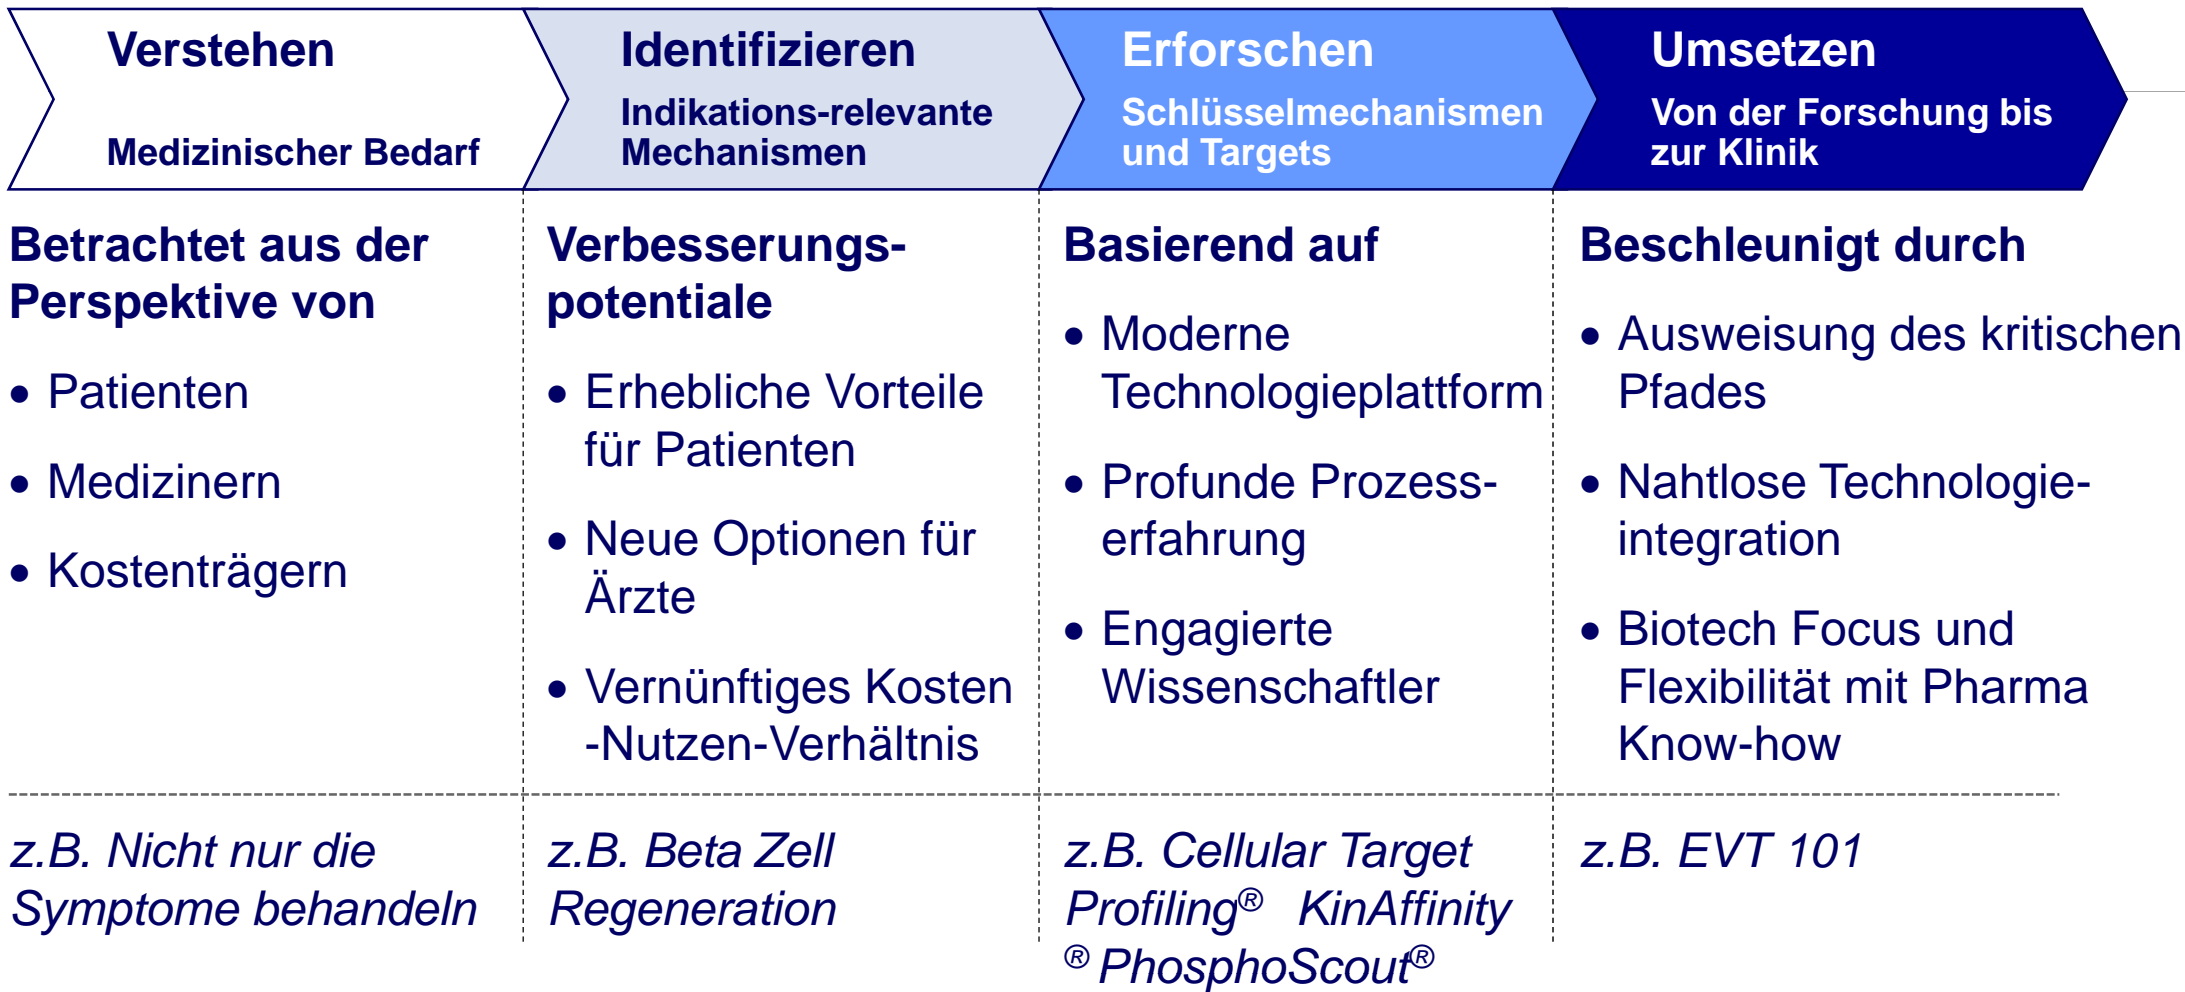 Verstehen
Medizinischer Bedarf
Identifizieren
Indikations-relevante
Mechanismen
Erforschen
Schlüsselmechanismen
und Targets
Umsetzen
Von der Forschung bis
zur Klinik
Betrachtet aus der
Perspektive von
• Patienten
• Medizinern
• Kostenträgern
z.B. Nicht nur die
Symptome behandeln
Verbesserungs-
potentiale
• Erhebliche Vorteile
für Patienten
• Neue Optionen für
Ärzte
• Vernünftiges Kosten
-Nutzen-Verhältnis
z.B. Beta Zell
Regeneration
Basierend auf
• Moderne
Technologieplattform
• Profunde Prozess-
erfahrung
• Engagierte
Wissenschaftler
z.B. Cellular Target
Profiling® KinAffinity
® PhosphoScout®
Beschleunigt durch
• Ausweisung des kritischen
Pfades
• Nahtlose Technologie-
integration
• Biotech Focus und
Flexibilität mit Pharma
Know-how
z.B. EVT 101